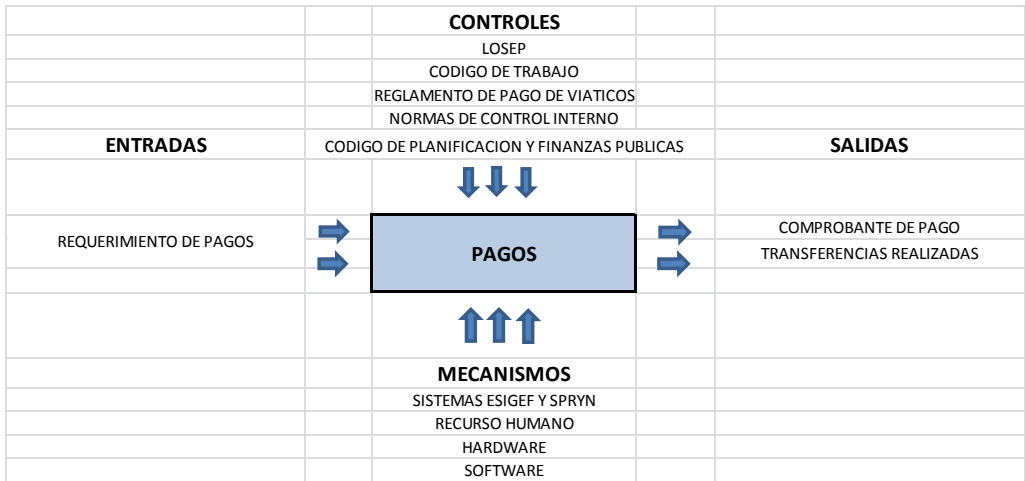 CONTROLES
LOSEP
CODIGO DE TRABAJO
REGLAMENTO DE PAGO DE VIATICOS
NORMAS DE CONTROL INTERNO
ENTRADAS
CODIGO DE PLANIFICACION Y FINANZAS PUBLICAS
SALIDAS
REQUERIMIENTO DE PAGOS
PAGOS
COMPROBANTE DE PAGO
TRANSFERENCIAS REALIZADAS
MECANISMOS
SISTEMAS ESIGEF Y SPRYN
RECURSO HUMANO
HARDWARE
SOFTWARE